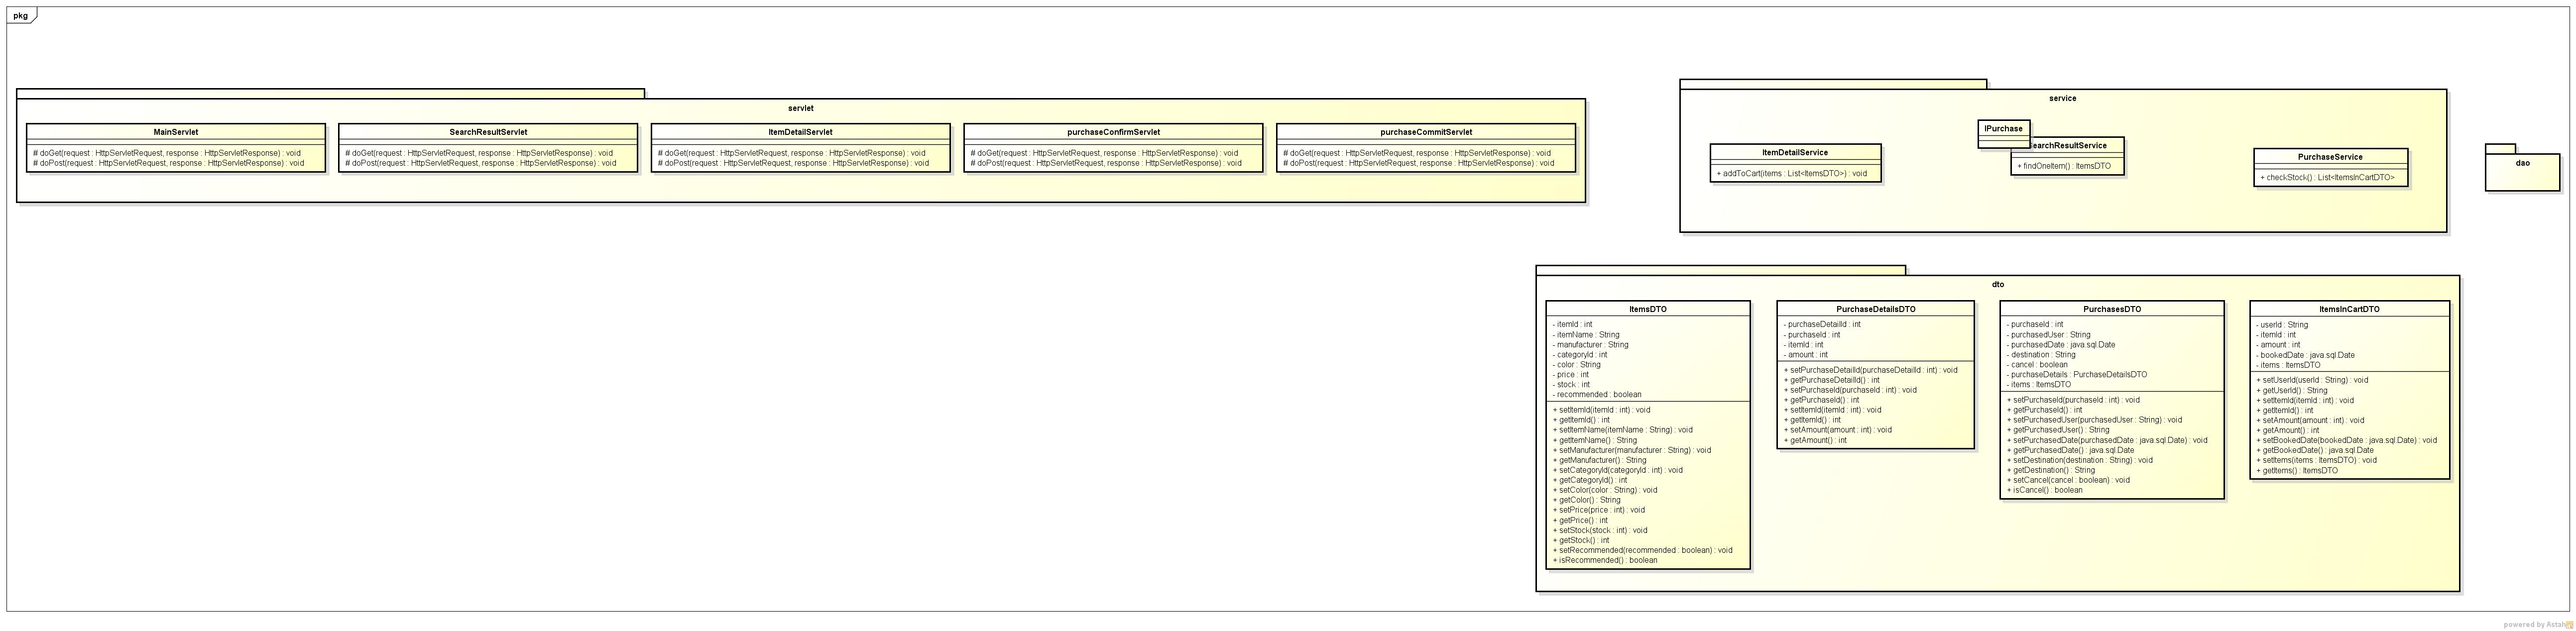 pkg
servlet
MainServlet
# doGet(request : HttpServletRequest, response : HttpServletResponse) : void
# doPost(request : HttpServletRequest, response : HttpServletResponse) : void
SearchResultServlet
# doGet(request : HttpServletRequest, response : HttpServletResponse) : void
# doPost(request : HttpServletRequest, response : HttpServletResponse) : void
ItemDetailServlet
# doGet(request : HttpServletRequest, response : HttpServletResponse) : void
# doPost(request : HttpServletRequest, response : HttpServletResponse) : void
purchaseConfirmServlet
# doGet(request : HttpServletRequest, response : HttpServletResponse) : void
# doPost(request : HttpServletRequest, response : HttpServletResponse) : void
purchaseCommitServlet
# doGet(request : HttpServletRequest, response : HttpServletResponse) : void
# doPost(request : HttpServletRequest, response : HttpServletResponse) : void
service
ItemDetailService
+ addToCart(items : List<ItemsDTO>) : void
IPurchase
SearchResultService
+ findOneItem() : ItemsDTO
PurchaseService
+ checkStock() : List<ItemsInCartDTO>
dao
dto
ItemsDTO
- itemId : int
- itemName : String
- manufacturer : String
- categoryId : int
- color : String
- price : int
- stock : int
- recommended : boolean
+ setItemId(itemId : int) : void
+ getItemId() : int
+ setItemName(itemName : String) : void
+ getItemName() : String
+ setManufacturer(manufacturer : String) : void
+ getManufacturer() : String
+ setCategoryId(categoryId : int) : void
+ getCategoryId() : int
+ setColor(color : String) : void
+ getColor() : String
+ setPrice(price : int) : void
+ getPrice() : int
+ setStock(stock : int) : void
+ getStock() : int
+ setRecommended(recommended : boolean) : void
+ isRecommended() : boolean
PurchaseDetailsDTO
- purchaseDetailId : int
- purchaseId : int
- itemId : int
- amount : int
+ setPurchaseDetailId(purchaseDetailId : int) : void
+ getPurchaseDetailId() : int
+ setPurchaseId(purchaseId : int) : void
+ getPurchaseId() : int
+ setItemId(itemId : int) : void
+ getItemId() : int
+ setAmount(amount : int) : void
+ getAmount() : int
PurchasesDTO
- purchaseId : int
- purchasedUser : String
- purchasedDate : java.sql.Date
- destination : String
- cancel : boolean
- purchaseDetails : PurchaseDetailsDTO
- items : ItemsDTO
+ setPurchaseId(purchaseId : int) : void
+ getPurchaseId() : int
+ setPurchasedUser(purchasedUser : String) : void
+ getPurchasedUser() : String
+ setPurchasedDate(purchasedDate : java.sql.Date) : void
+ getPurchasedDate() : java.sql.Date
+ setDestination(destination : String) : void
+ getDestination() : String
+ setCancel(cancel : boolean) : void
+ isCancel() : boolean
ItemsInCartDTO
- userId : String
- itemId : int
- amount : int
- bookedDate : java.sql.Date
- items : ItemsDTO
+ setUserId(userId : String) : void
+ getUserId() : String
+ setItemId(itemId : int) : void
+ getItemId() : int
+ setAmount(amount : int) : void
+ getAmount() : int
+ setBookedDate(bookedDate : java.sql.Date) : void
+ getBookedDate() : java.sql.Date
+ setItems(items : ItemsDTO) : void
+ getItems() : ItemsDTO
powered by Astah